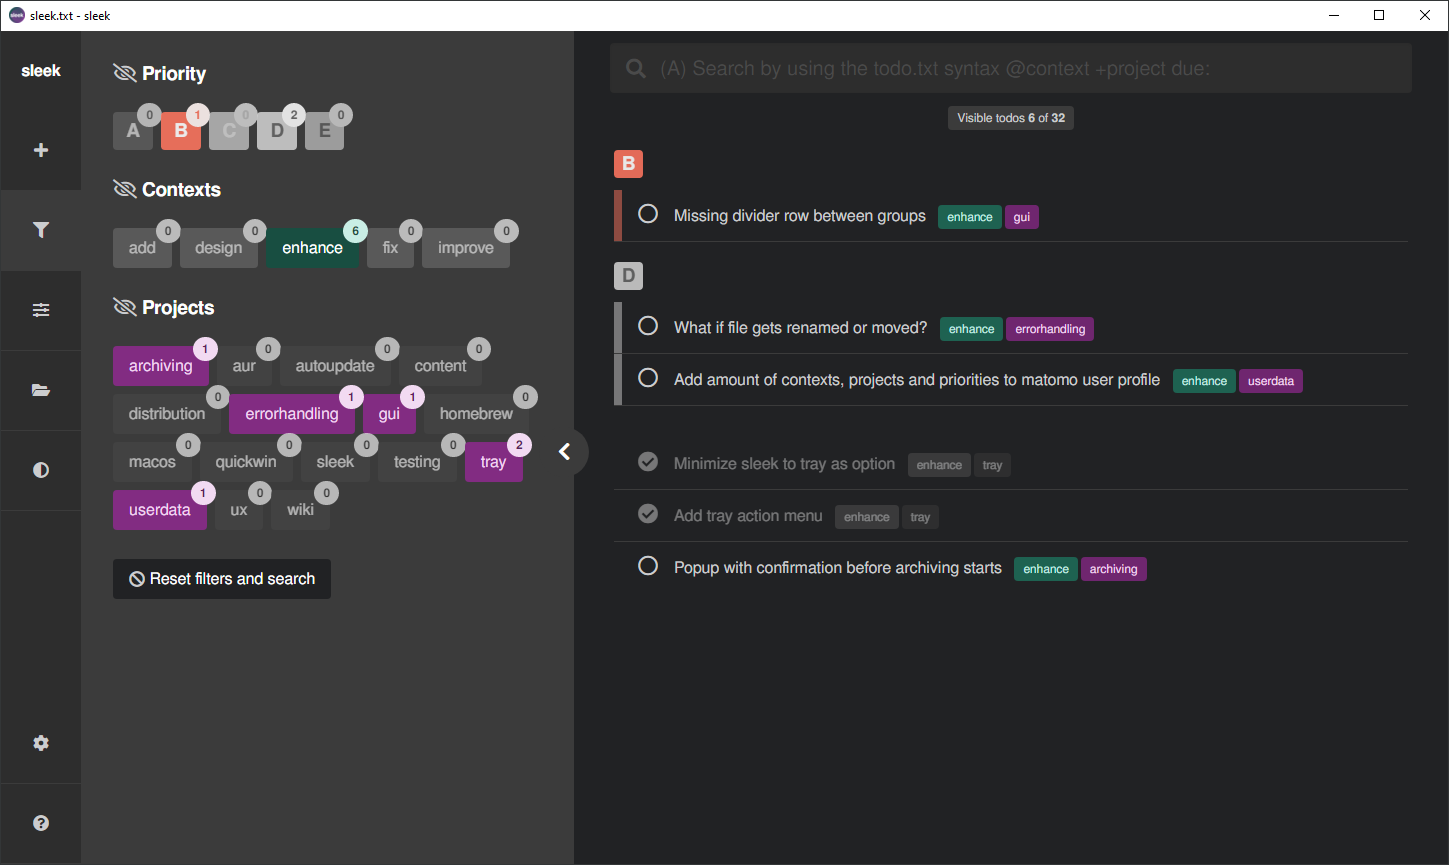 sleek.txt - sleek
sleek
Priority
A 0 B 1 C 0 D 2 E 0
Contexts
add 0 design 0 enhance 6 fix 0 improve 0
Projects
archiving 1 aur 0 autoupdate 0 content 0
distribution 0 errorhandling 1 gui 1 homebrew 0
macos 0 quickwin 0 sleek 0 testing 0 tray 2
userdata 1 ux 0 wiki 0
Reset filters and search
(A) Search by using the todo.txt syntax @context +project due:
Visible todos 6 of 32
B
Missing divider row between groups enhance gui
D
What if file gets renamed or moved? enhance errorhandling
Add amount of contexts, projects and priorities to matomo user profile enhance userdata
Minimize sleek to tray as option enhance tray
Add tray action menu enhance tray
Popup with confirmation before archiving starts enhance archiving